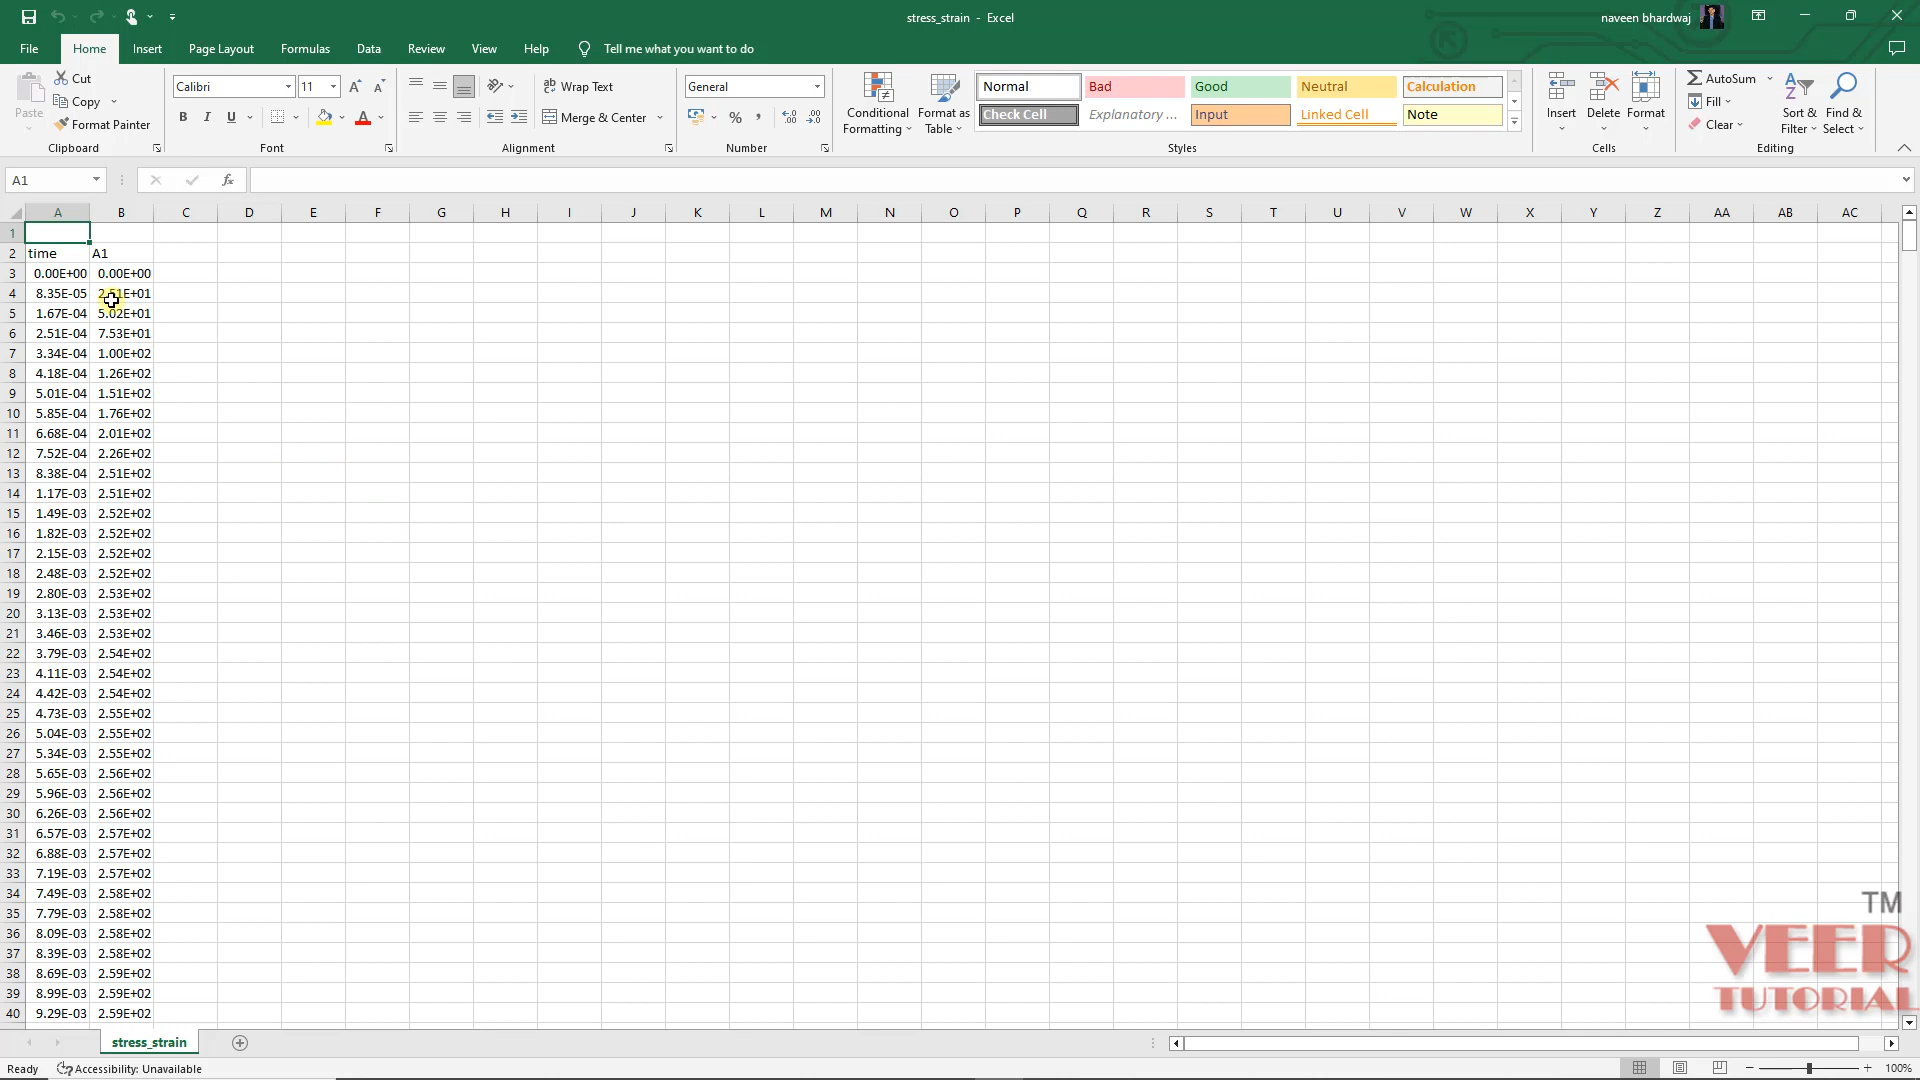 stress_strain - Excel
naveen bhardwaj
File Home Insert Page Layout Formulas Data Review View Help Tell me what you want to do
Paste
Cut
Copy
Format Painter
Clipboard
Calibri 11
B I U
Font
Wrap Text
Merge & Center
Alignment
General
Number
Conditional Formatting
Format as Table
Normal Bad Good Neutral Calculation
Check Cell Explanatory ... Input Linked Cell Note
Styles
Insert Delete Format
Cells
AutoSum
Fill
Clear
Sort & Filter
Find & Select
Editing
A1 fx
A B C D E F G H I J K L M N O P Q R S T U V W X Y Z AA AB AC
1
2 time A1
3 0.00E+00 0.00E+00
4 8.35E-05 2.51E+01
5 1.67E-04 5.02E+01
6 2.51E-04 7.53E+01
7 3.34E-04 1.00E+02
8 4.18E-04 1.26E+02
9 5.01E-04 1.51E+02
10 5.85E-04 1.76E+02
11 6.68E-04 2.01E+02
12 7.52E-04 2.26E+02
13 8.38E-04 2.51E+02
14 1.17E-03 2.51E+02
15 1.49E-03 2.52E+02
16 1.82E-03 2.52E+02
17 2.15E-03 2.52E+02
18 2.48E-03 2.52E+02
19 2.80E-03 2.53E+02
20 3.13E-03 2.53E+02
21 3.46E-03 2.53E+02
22 3.79E-03 2.54E+02
23 4.11E-03 2.54E+02
24 4.42E-03 2.54E+02
25 4.73E-03 2.55E+02
26 5.04E-03 2.55E+02
27 5.34E-03 2.55E+02
28 5.65E-03 2.56E+02
29 5.96E-03 2.56E+02
30 6.26E-03 2.56E+02
31 6.57E-03 2.57E+02
32 6.88E-03 2.57E+02
33 7.19E-03 2.57E+02
34 7.49E-03 2.58E+02
35 7.79E-03 2.58E+02
36 8.09E-03 2.58E+02
37 8.39E-03 2.58E+02
38 8.69E-03 2.59E+02
39 8.99E-03 2.59E+02
40 9.29E-03 2.59E+02
TM
VEER
TUTORIAL
stress_strain
Ready Accessibility: Unavailable
100%